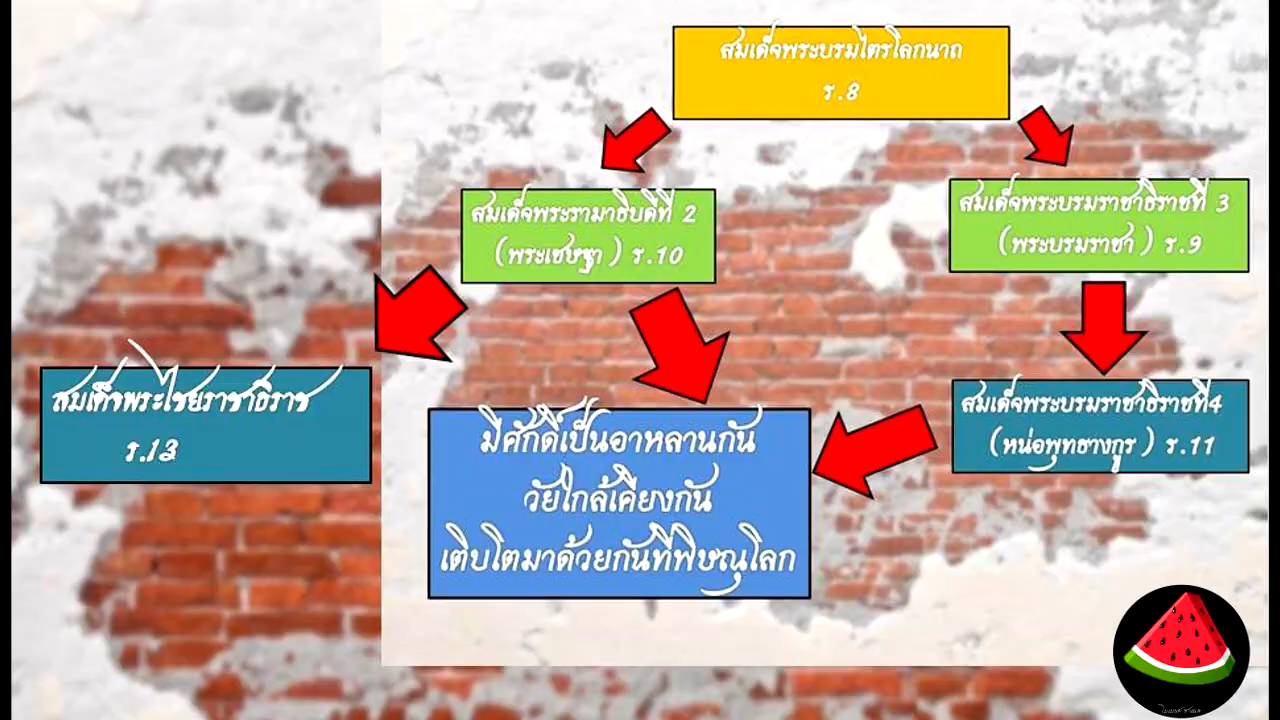 สมเด็จพระบรมไตรโลกนาถ
ร.8
สมเด็จพระรามาธิบดีที่ 2
(พระเชษฐา) ร.10
สมเด็จพระบรมราชาธิราชที่ 3
(พระบรมราชา) ร.9
สมเด็จพระไชยราชาธิราช
ร.13
มีศักดิ์เป็นอาหลานกัน
วัยใกล้เคียงกัน
เติบโตมาด้วยกันที่พิษณุโลก
สมเด็จพระบรมราชาธิราชที่4
(หน่อพุทธางกูร) ร.11